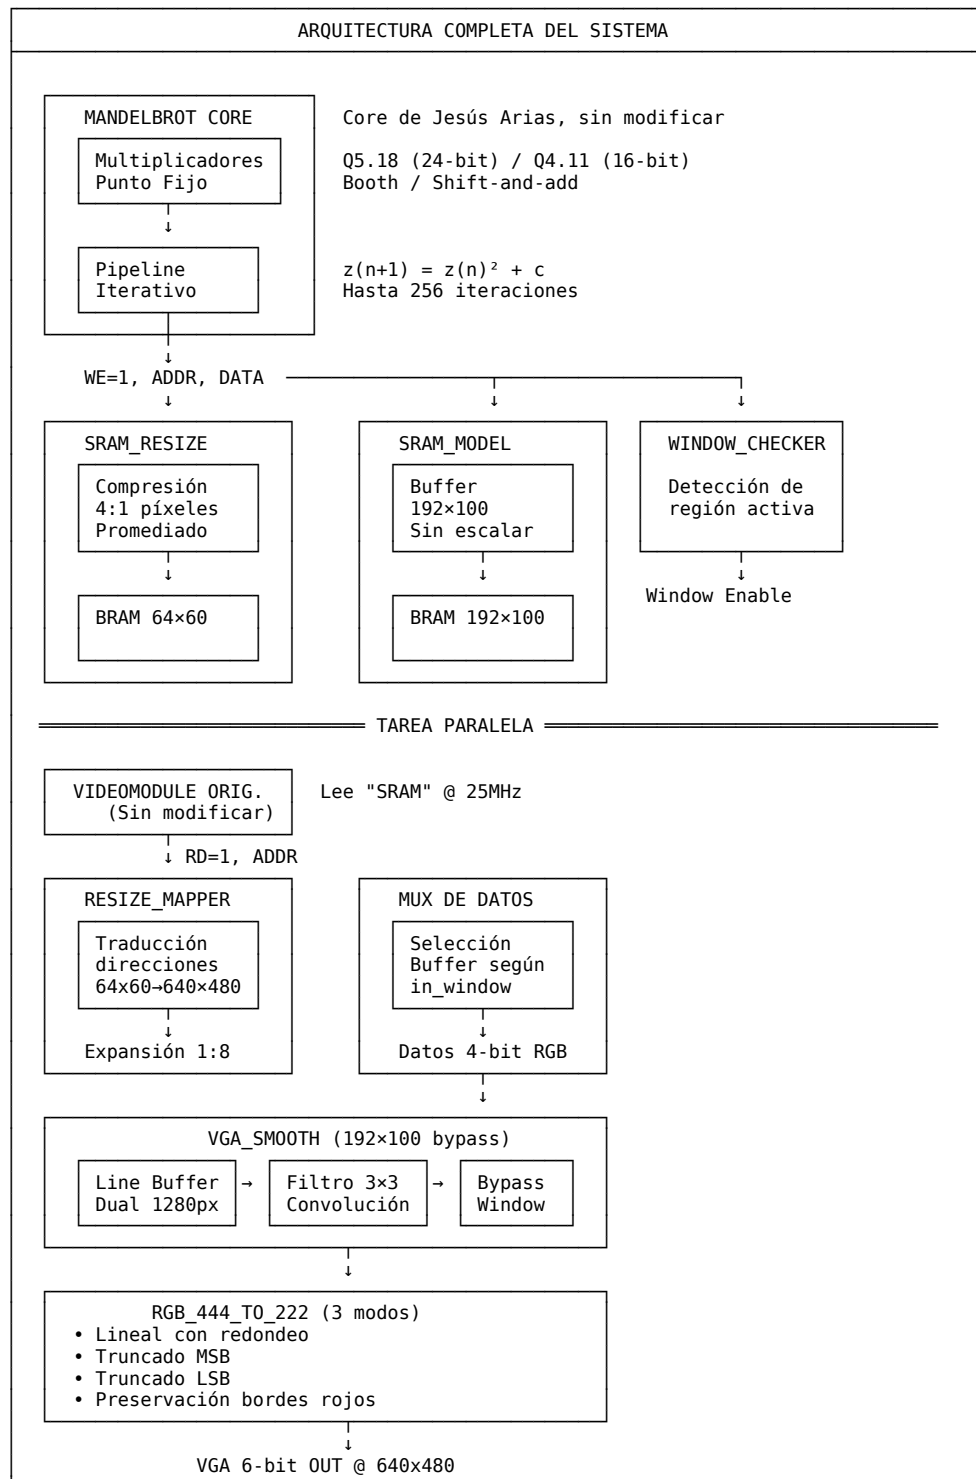 ARQUITECTURA COMPLETA DEL SISTEMA
MANDELBROT CORE
Core de Jesús Arias, sin modificar
Multiplicadores
Punto Fijo
Q5.18 (24-bit) / Q4.11 (16-bit)
Booth / Shift-and-add
↓
Pipeline
Iterativo
z(n+1) = z(n)² + c
Hasta 256 iteraciones
↓
WE=1, ADDR, DATA
↓ ↓ ↓
SRAM_RESIZE
SRAM_MODEL
WINDOW_CHECKER
Compresión
4:1 píxeles
Promediado
Buffer
192×100
Sin escalar
Detección de
región activa
↓ ↓ ↓
Window Enable
BRAM 64×60
BRAM 192×100
TAREA PARALELA
VIDEOMODULE ORIG.
(Sin modificar)
Lee "SRAM" @ 25MHz
↓ RD=1, ADDR
RESIZE_MAPPER
MUX DE DATOS
Traducción
direcciones
64x60→640×480
Selección
Buffer según
in_window
↓ ↓
Expansión 1:8
Datos 4-bit RGB
↓
VGA_SMOOTH (192×100 bypass)
Line Buffer
Dual 1280px
→
Filtro 3×3
Convolución
→
Bypass
Window
↓
RGB_444_TO_222 (3 modos)
• Lineal con redondeo
• Truncado MSB
• Truncado LSB
• Preservación bordes rojos
↓
VGA 6-bit OUT @ 640x480